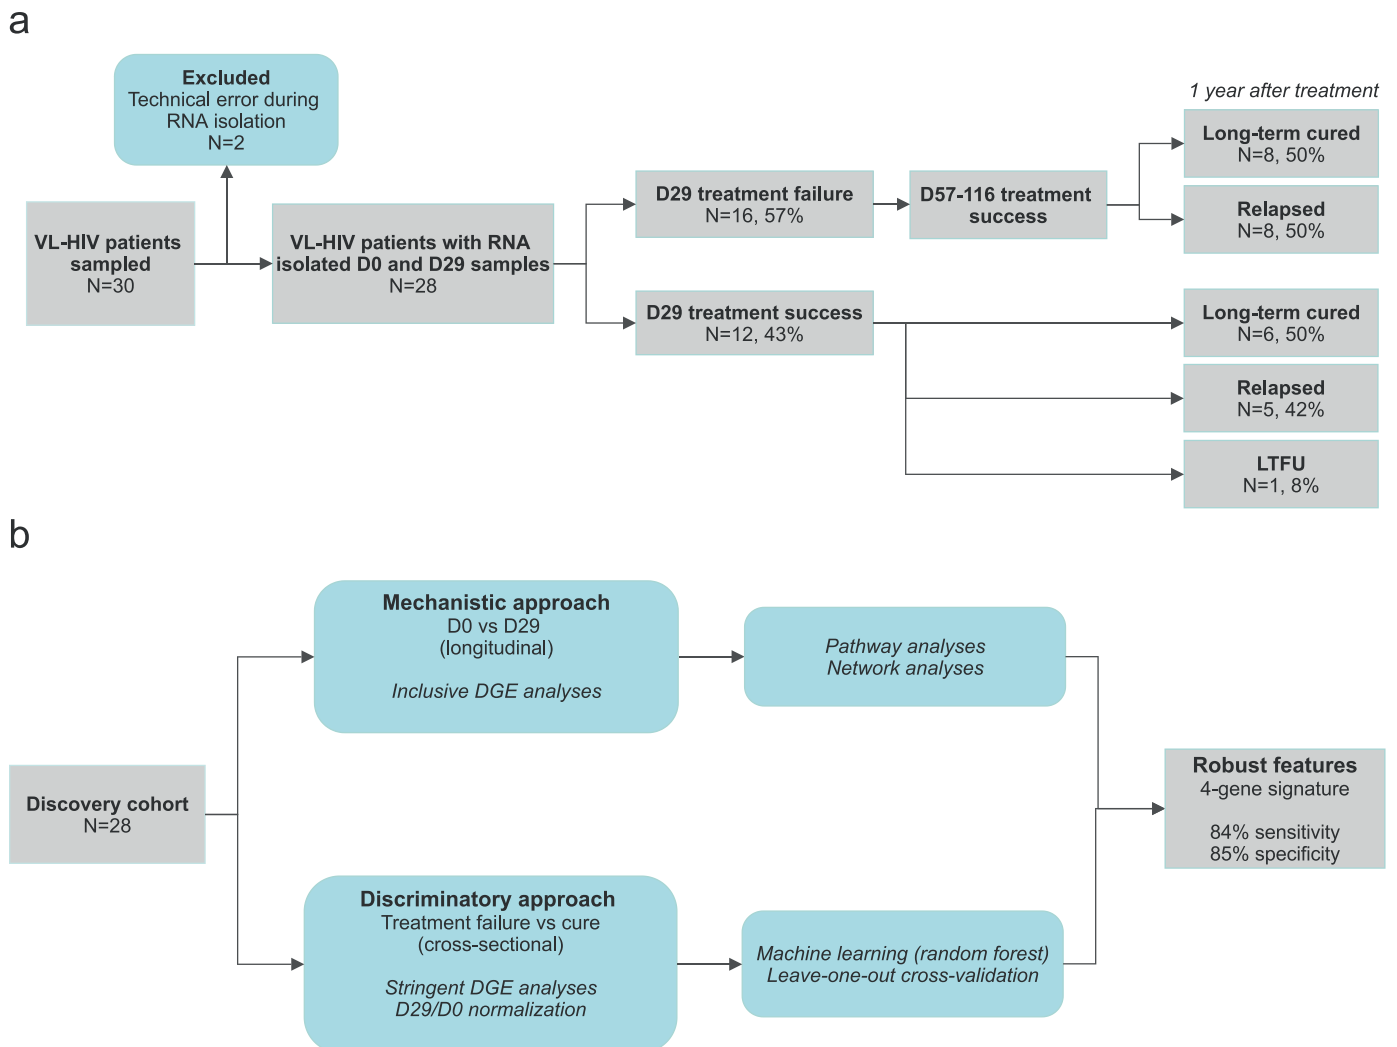 a
Excluded
Technical error during
RNA isolation
N=2
VL-HIV patients
sampled
N=30
VL-HIV patients with RNA
isolated D0 and D29 samples
N=28
D29 treatment failure
N=16, 57%
D57-116 treatment
success
D29 treatment success
N=12, 43%
1 year after treatment
Long-term cured
N=8, 50%
Relapsed
N=8, 50%
Long-term cured
N=6, 50%
Relapsed
N=5, 42%
LTFU
N=1, 8%
b
Discovery cohort
N=28
Mechanistic approach
D0 vs D29
(longitudinal)
Inclusive DGE analyses
Pathway analyses
Network analyses
Discriminatory approach
Treatment failure vs cure
(cross-sectional)
Stringent DGE analyses
D29/D0 normalization
Machine learning (random forest)
Leave-one-out cross-validation
Robust features
4-gene signature
84% sensitivity
85% specificity